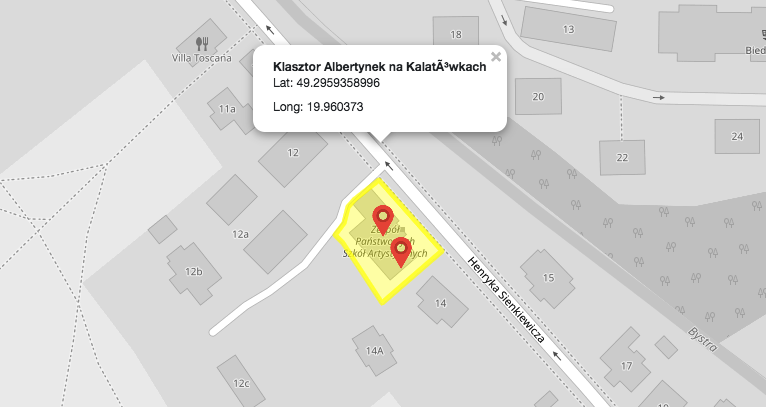 18
13
Bied
Villa Toscana
Klasztor Albertynek na KalatÃ³wkach
×
Lat: 49.2959358996
Long: 19.960373
20
11a
24
12
22
12a
Zespół
Państwowych
Szkół Artystycznych
12b
15
14
Henryka Sienkiewicza
Bystra
14A
17
12c
19